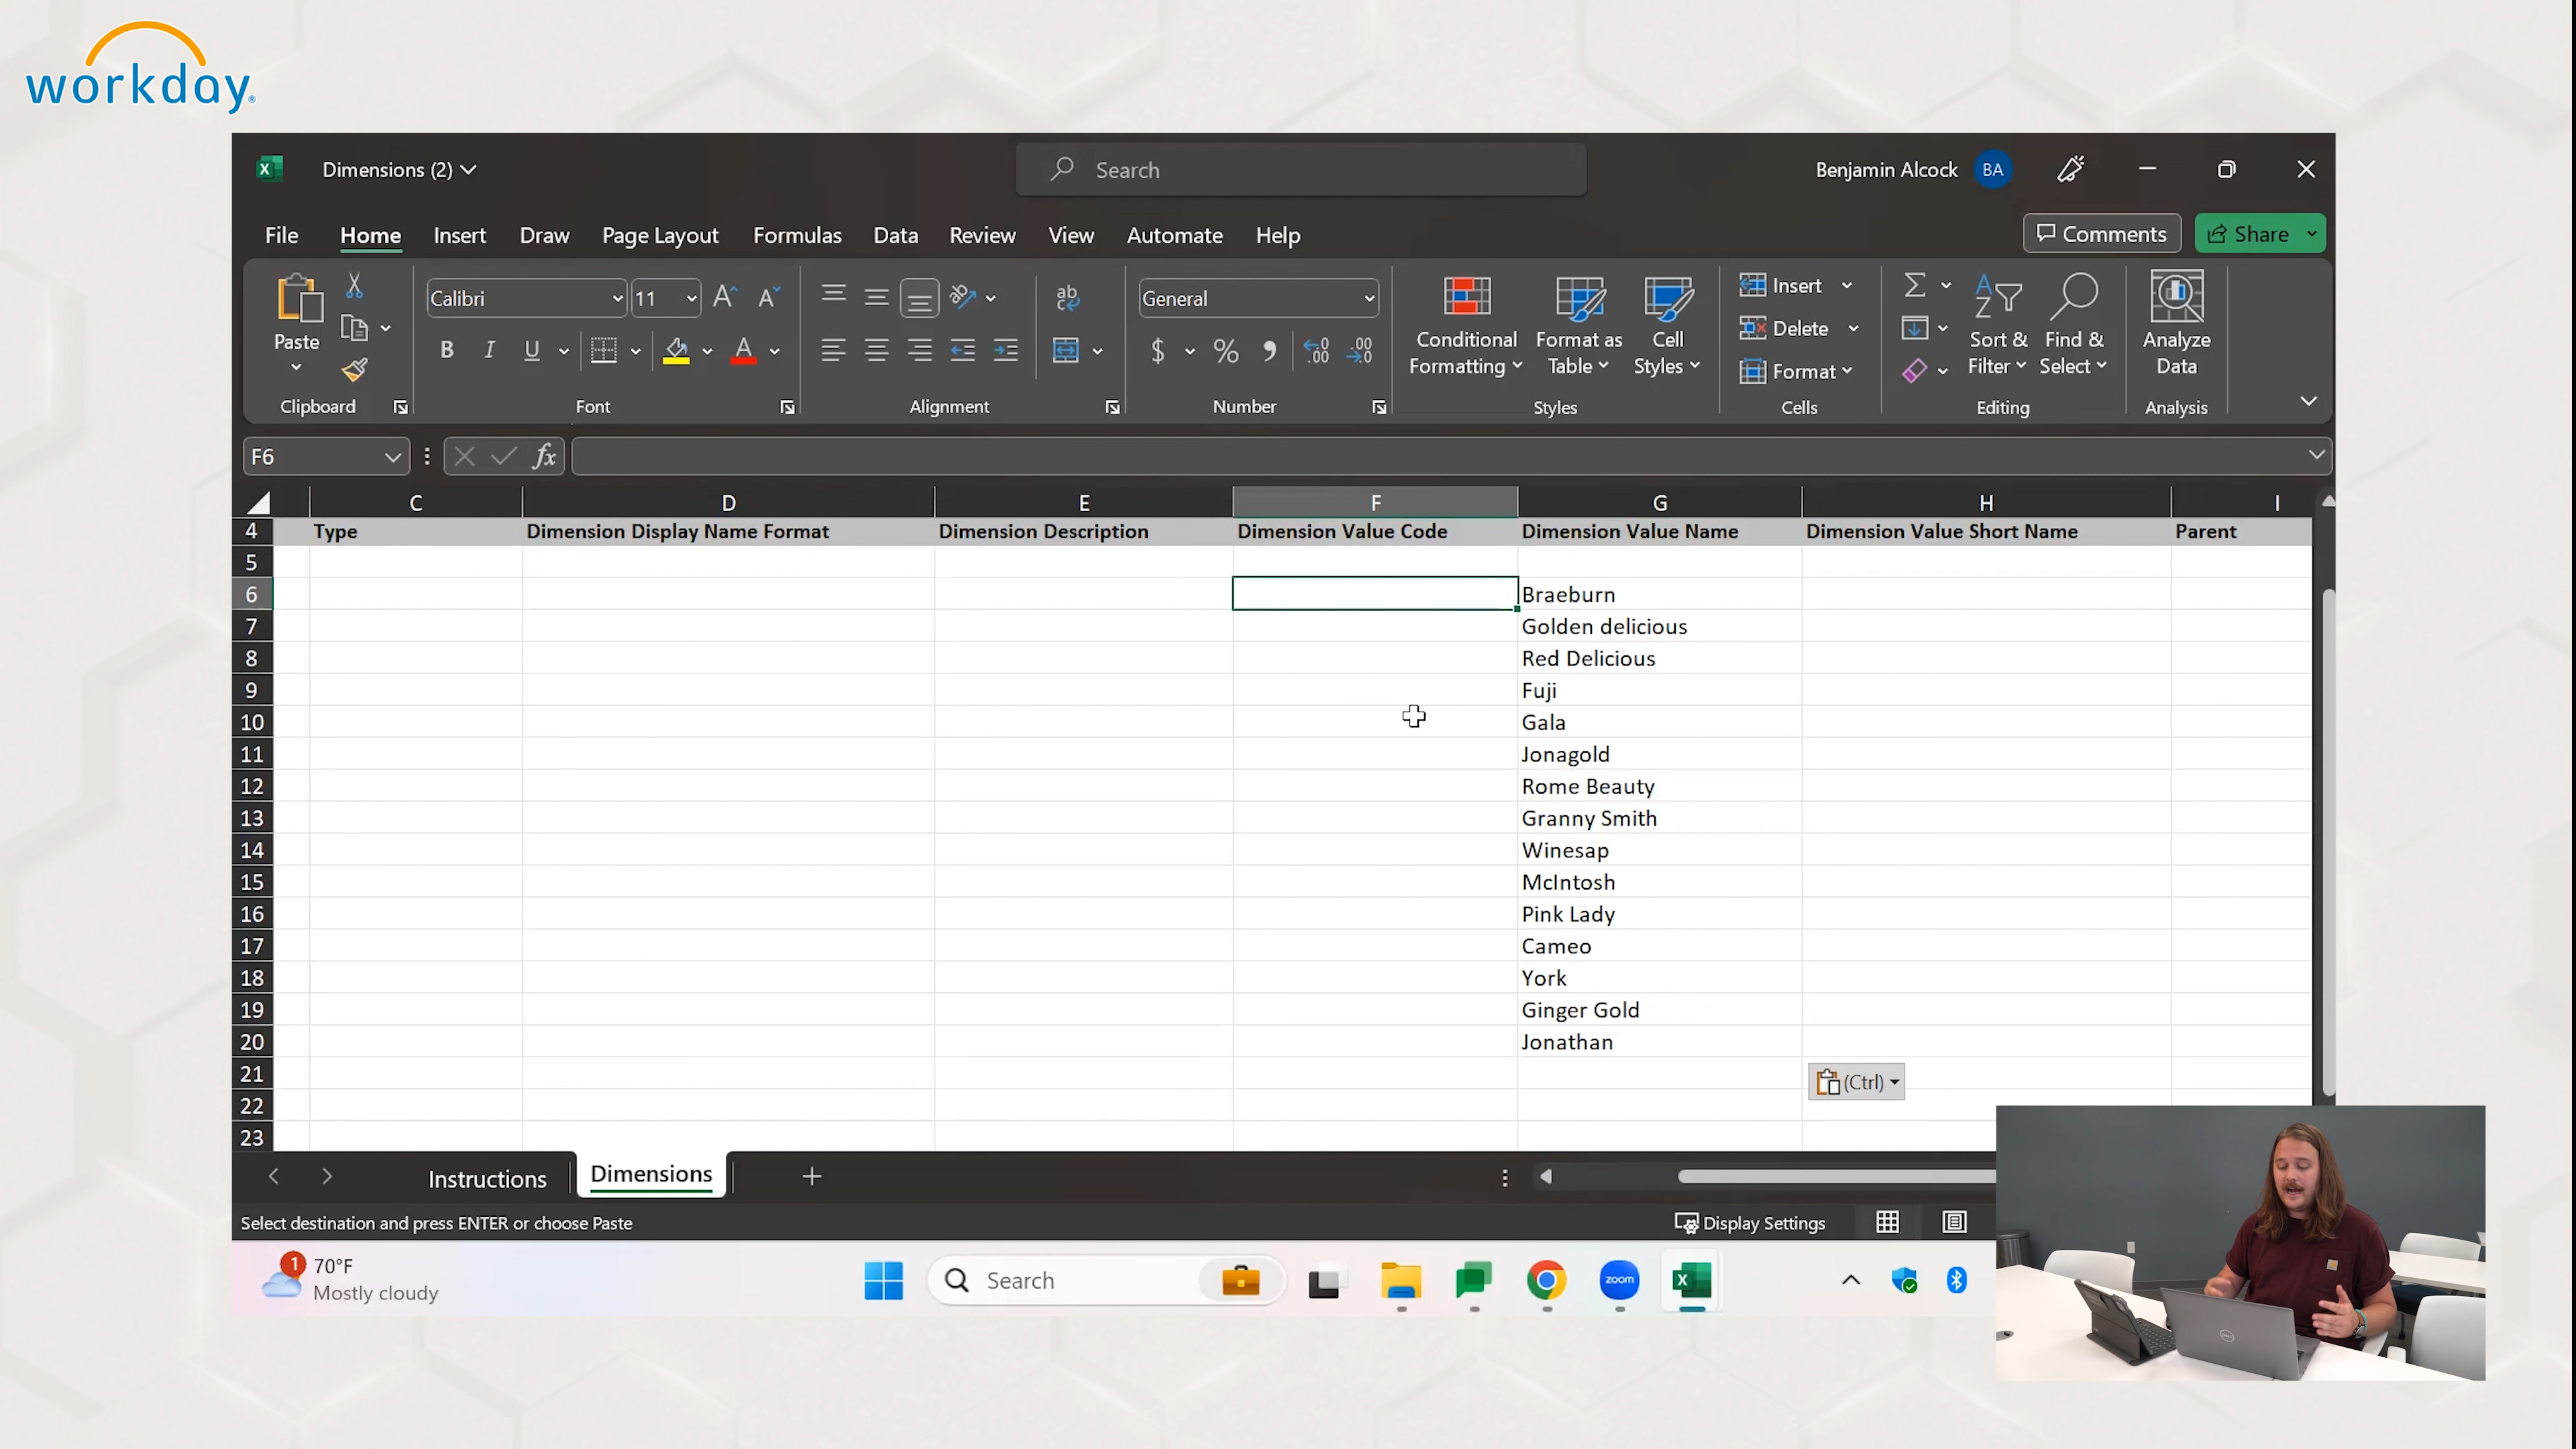 workday
Dimensions (2)
Search
Benjamin Alcock
BA
File
Home
Insert
Draw
Page Layout
Formulas
Data
Review
View
Automate
Help
Comments
Share
Paste
Clipboard
Calibri
11
B
I
U
A
Font
ab
Alignment
General
$
%
Number
Conditional
Formatting
Format as
Table
Cell
Styles
Styles
Insert
Delete
Format
Cells
Sort &
Filter
Find &
Select
Editing
Analyze
Data
Analysis
F6
fx
C D E F G H I
4 Type Dimension Display Name Format Dimension Description Dimension Value Code Dimension Value Name Dimension Value Short Name Parent
5
6 Braeburn
7 Golden delicious
8 Red Delicious
9 Fuji
10 Gala
11 Jonagold
12 Rome Beauty
13 Granny Smith
14 Winesap
15 McIntosh
16 Pink Lady
17 Cameo
18 York
19 Ginger Gold
20 Jonathan
21 (Ctrl)
22
23
Instructions
Dimensions
Select destination and press ENTER or choose Paste
Display Settings
1
70°F
Mostly cloudy
Search
zoom